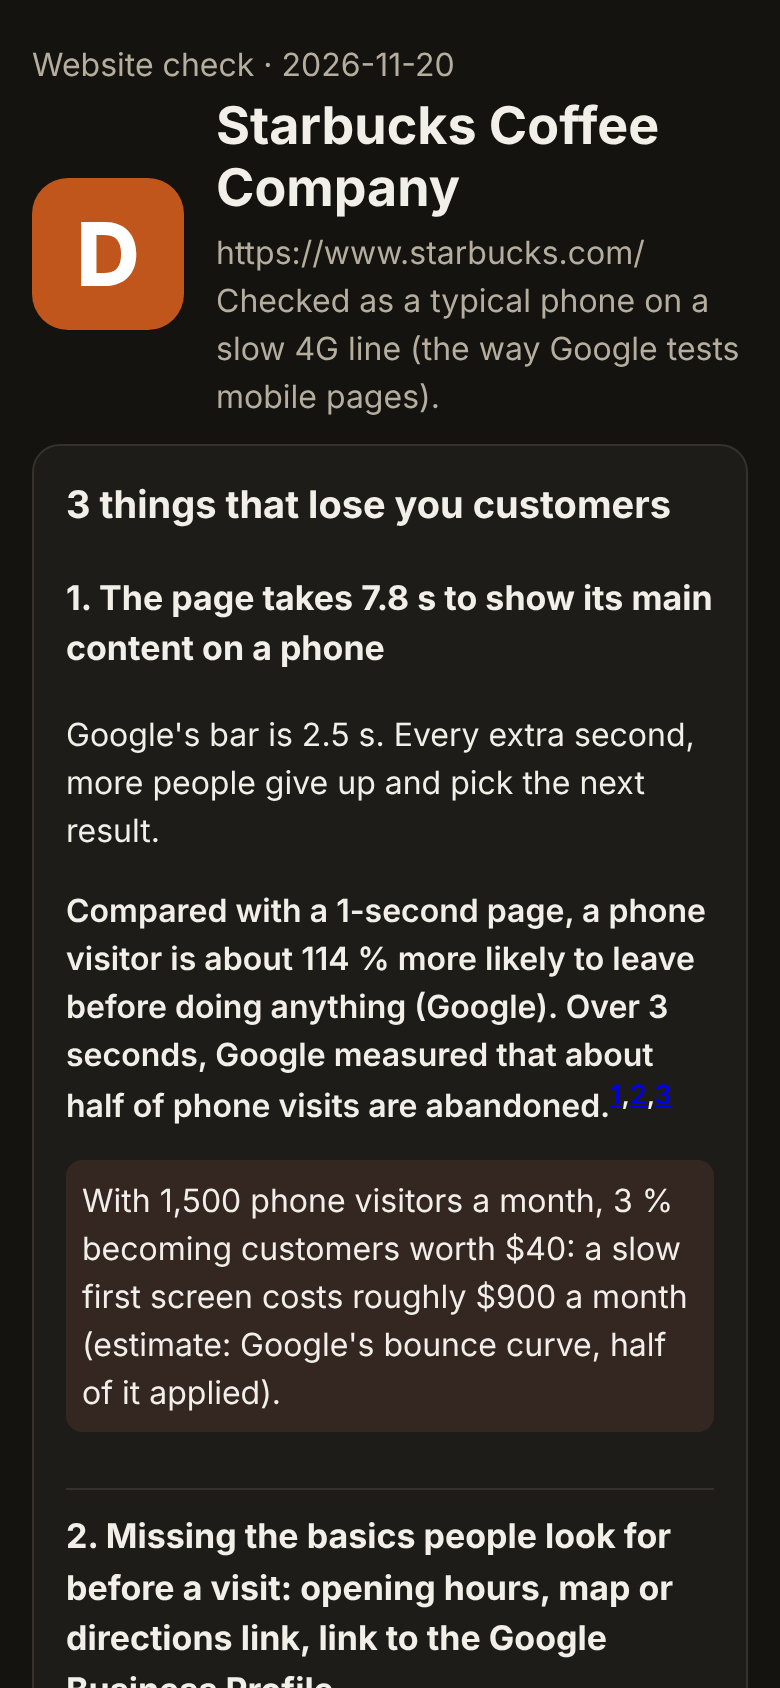 Website check · 2026-11-20
Starbucks Coffee
Company
D
https://www.starbucks.com/
Checked as a typical phone on a
slow 4G line (the way Google tests
mobile pages).
3 things that lose you customers
1. The page takes 7.8 s to show its main
content on a phone
Google's bar is 2.5 s. Every extra second,
more people give up and pick the next
result.
Compared with a 1-second page, a phone
visitor is about 114 % more likely to leave
before doing anything (Google). Over 3
seconds, Google measured that about
half of phone visits are abandoned.1,2,3
With 1,500 phone visitors a month, 3 %
becoming customers worth $40: a slow
first screen costs roughly $900 a month
(estimate: Google's bounce curve, half
of it applied).
2. Missing the basics people look for
before a visit: opening hours, map or
directions link, link to the Google
Business Profile